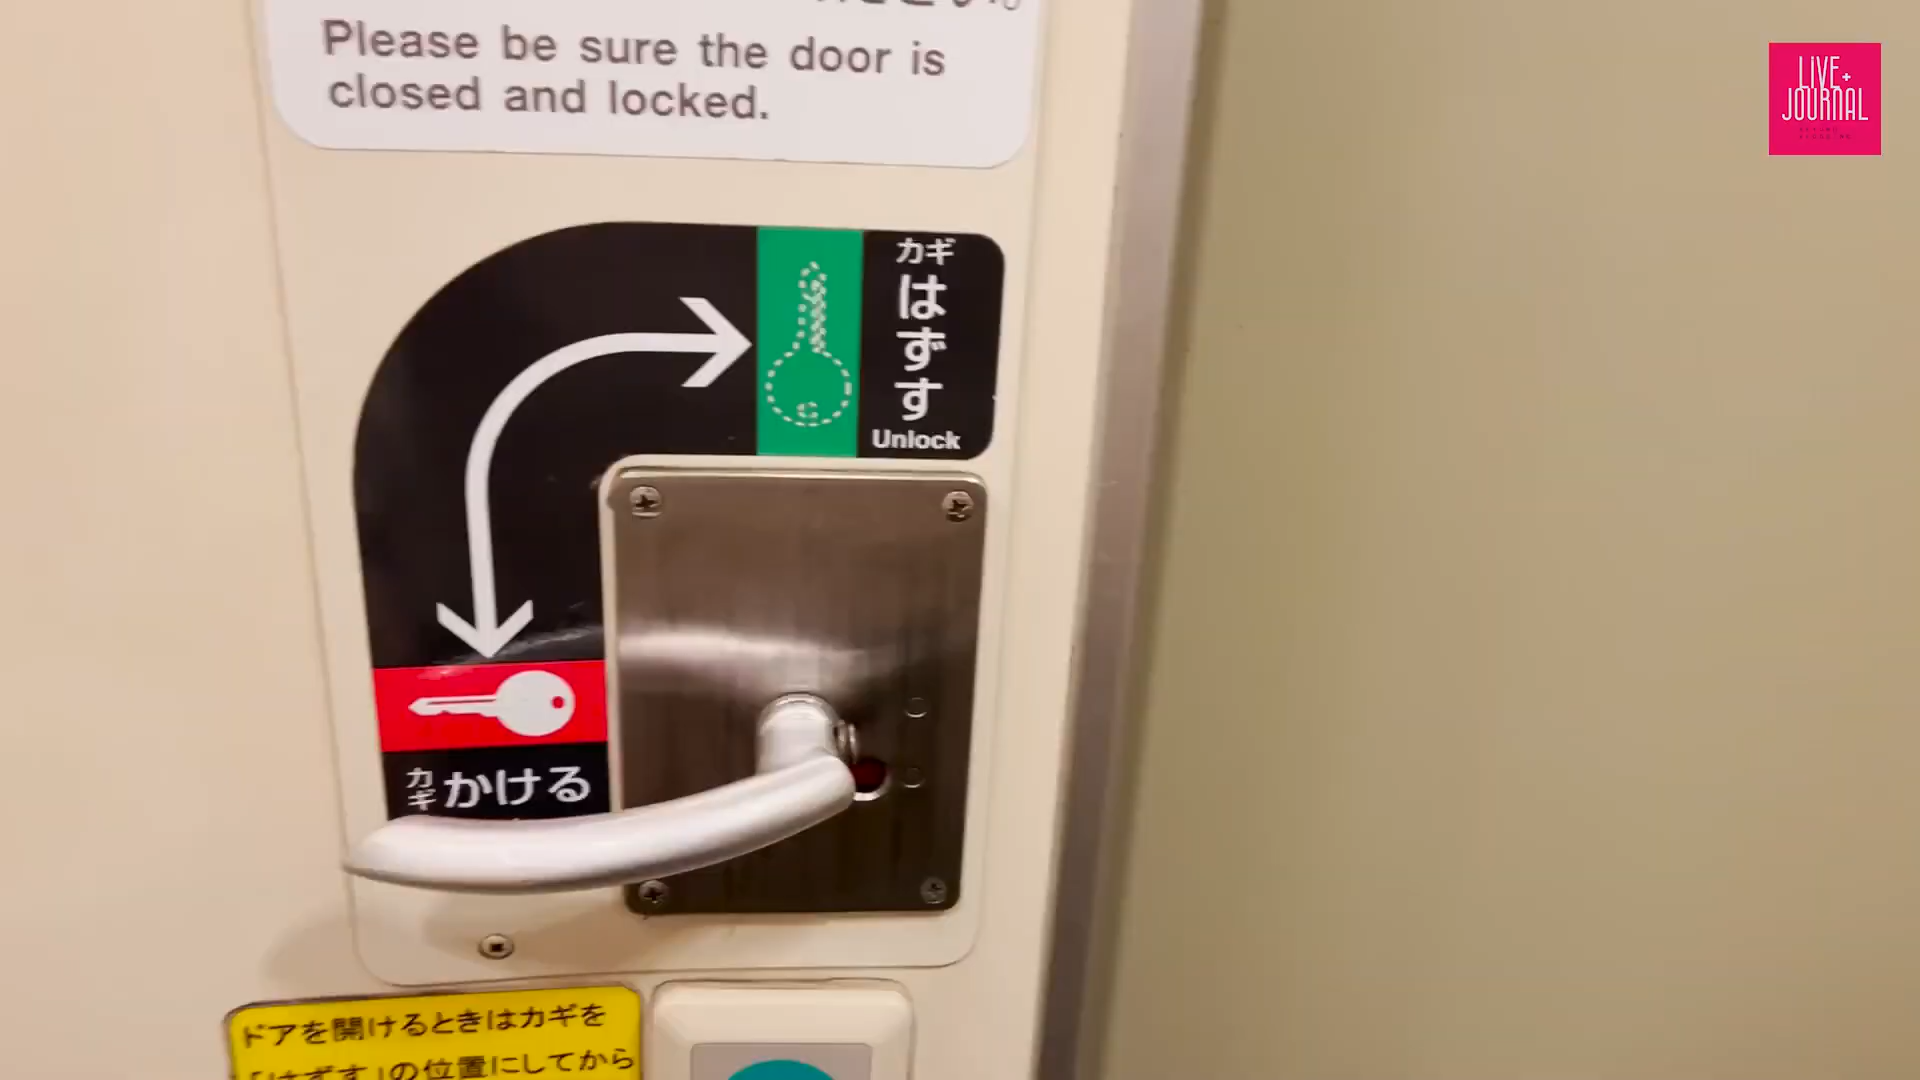 Please be sure the door is
closed and locked.
LIVE+
JOURNAL
カギ
はずす
Unlock
カギ かける
ドアを開けるときはカギを
「はずす」の位置にしてから